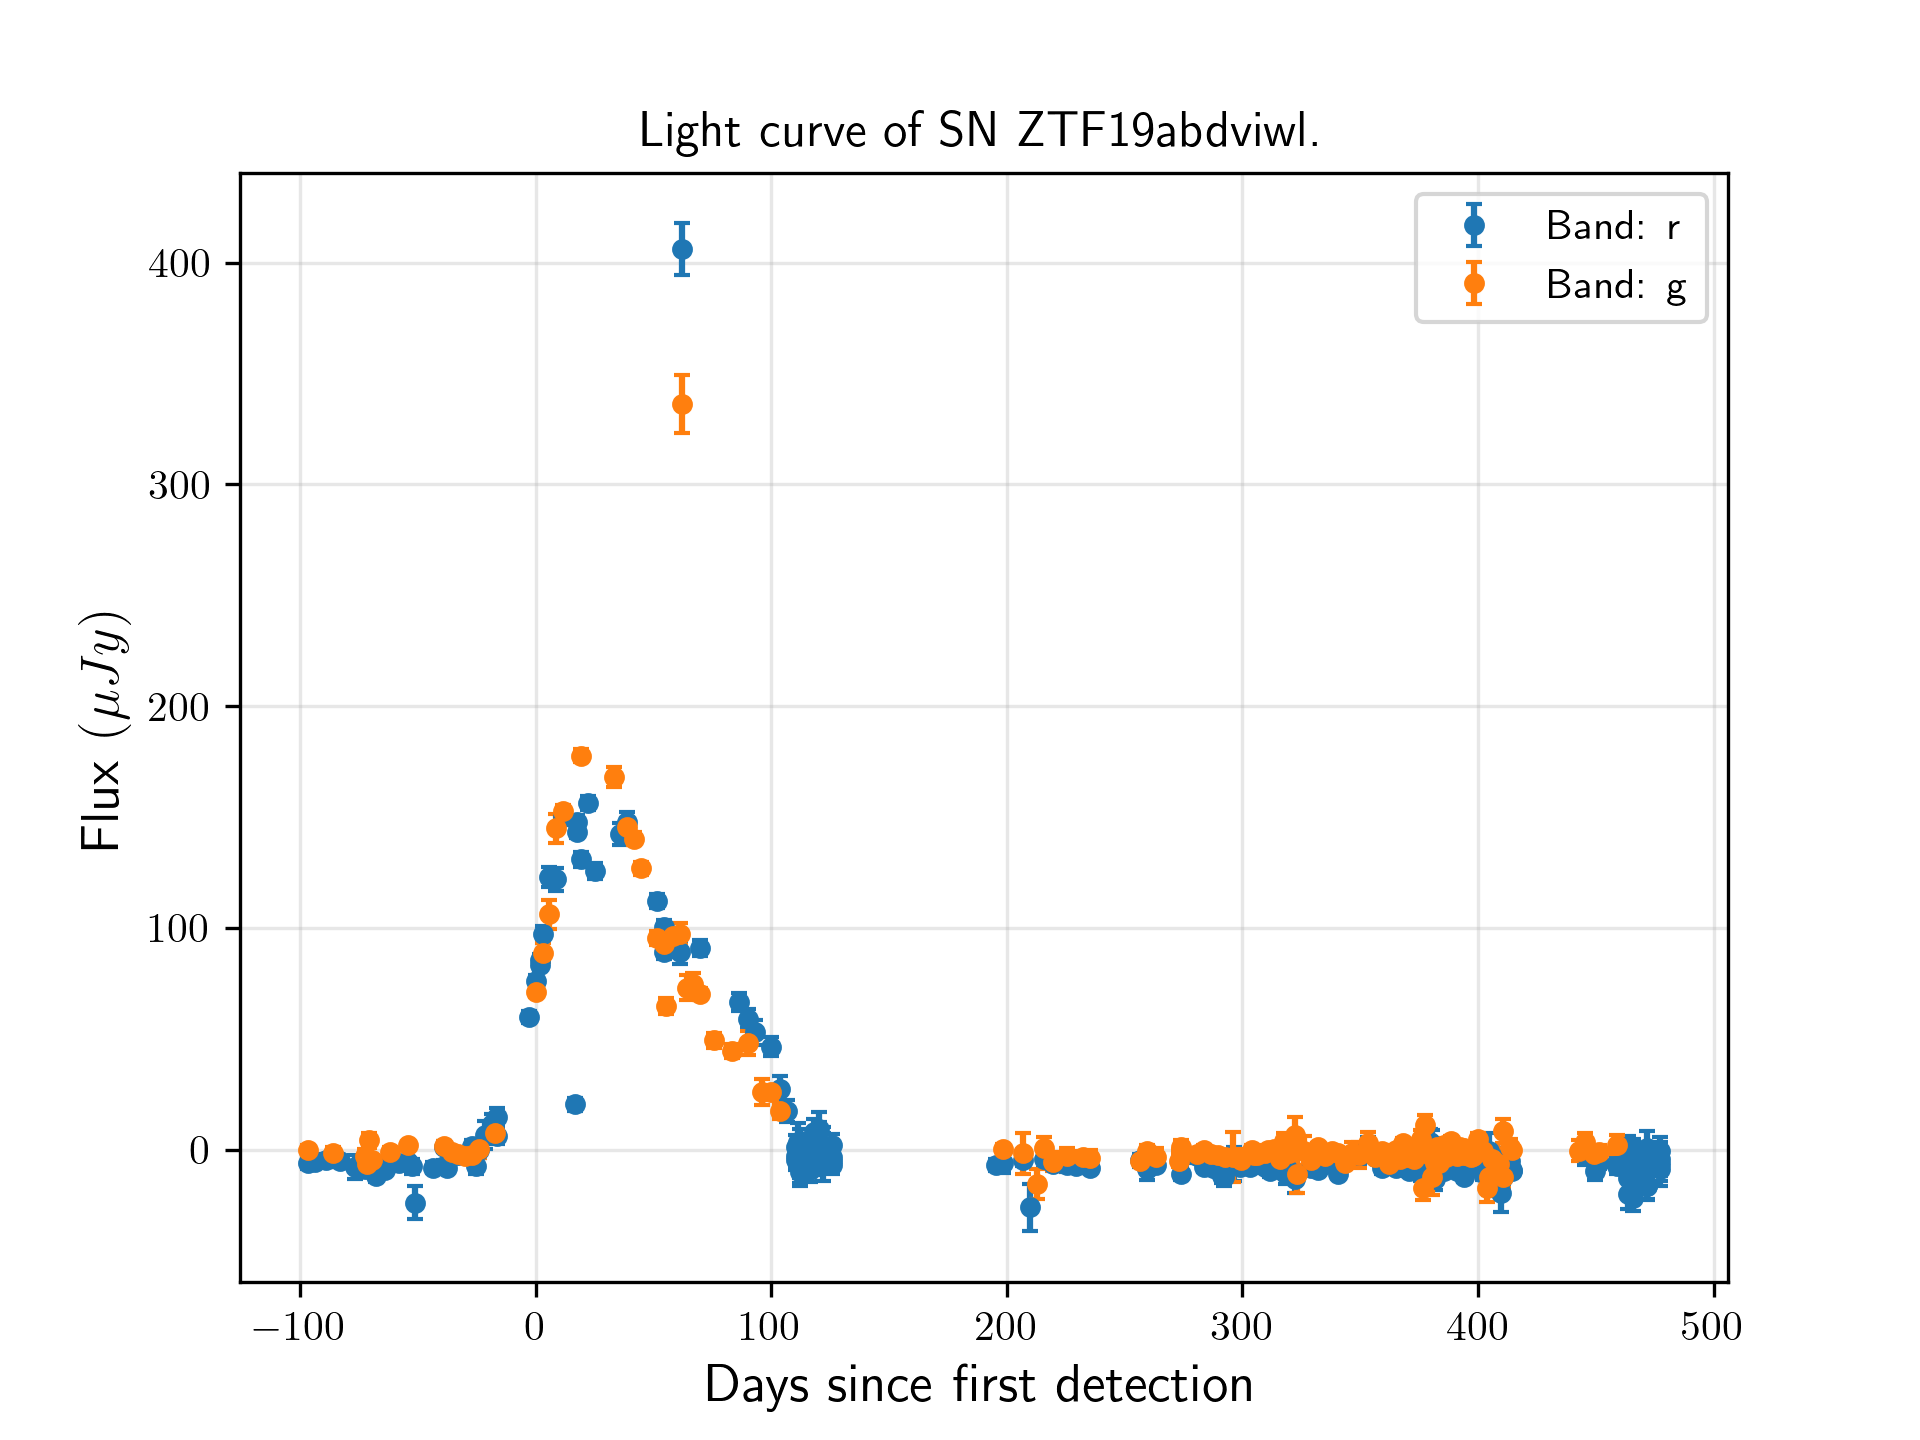 Light curve of SN ZTF19abdviwl.
Band: r
Band: g
400
300
200
100
0
Flux (μJy)
−100 0 100 200 300 400 500
Days since first detection